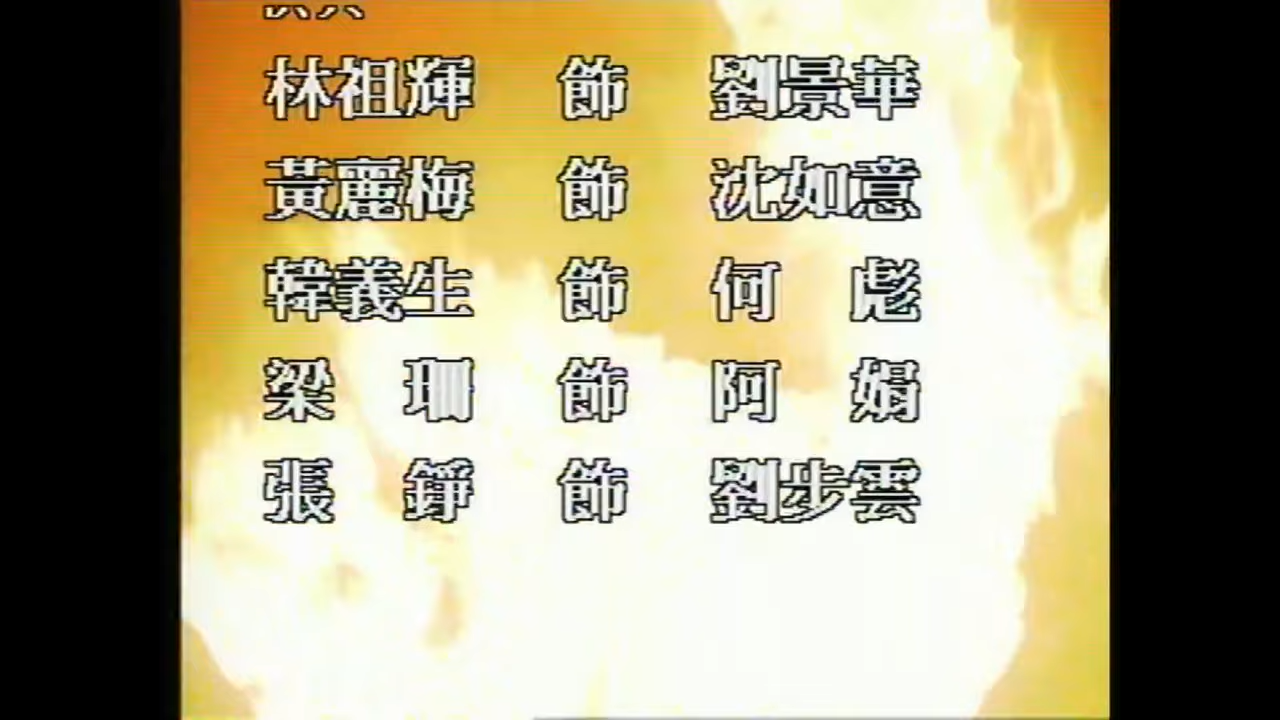 林祖輝 飾 劉景華
黃麗梅 飾 沈如意
韓義生 飾 何彪
梁珊 飾 阿娟
張錚 飾 劉步雲